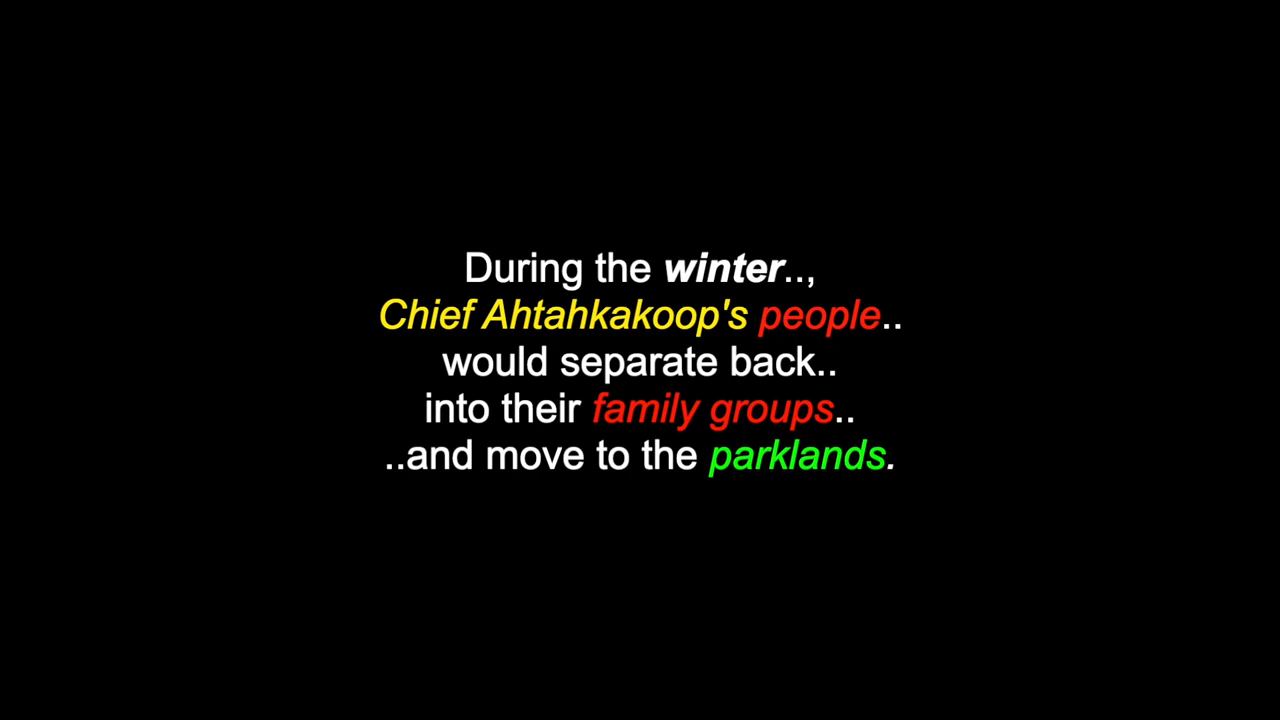 During the winter..,
Chief Ahtahkakoop's people..
would separate back..
into their family groups..
..and move to the parklands.